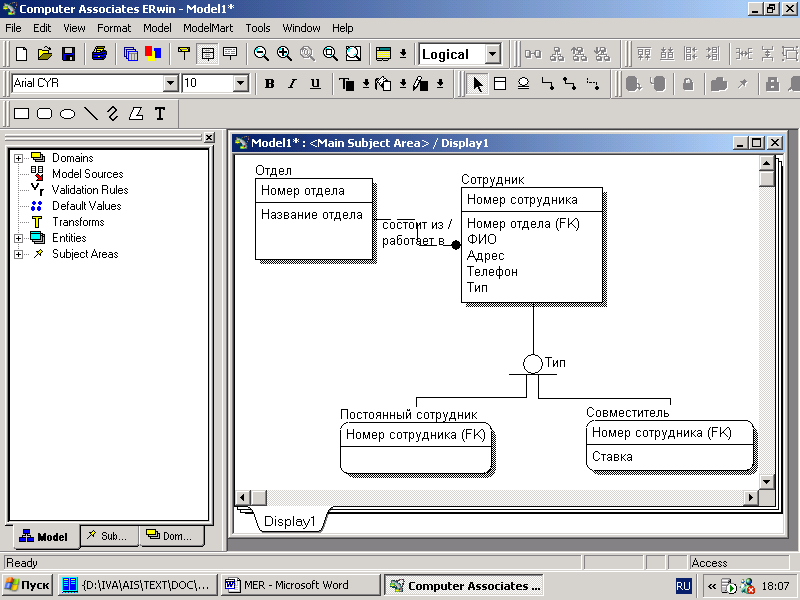 Computer Associates ERwin - Model1*
File Edit View Format Model ModelMart Tools Window Help
Logical
Arial CYR 10 B I U
T
Model1* : <Main Subject Area> / Display1
Domains
Model Sources
Validation Rules
Default Values
Transforms
Entities
Subject Areas
Отдел
Номер отдела
Название отдела
состоит из /
работает в
Сотрудник
Номер сотрудника
Номер отдела (FK)
ФИО
Адрес
Телефон
Тип
Тип
Постоянный сотрудник
Номер сотрудника (FK)
Совместитель
Номер сотрудника (FK)
Ставка
Display1
Model Sub... Dom...
Ready Access
Пуск {D:\IVA\AIS\TEXT\DOC\... MER - Microsoft Word Computer Associates ... RU « 18:07